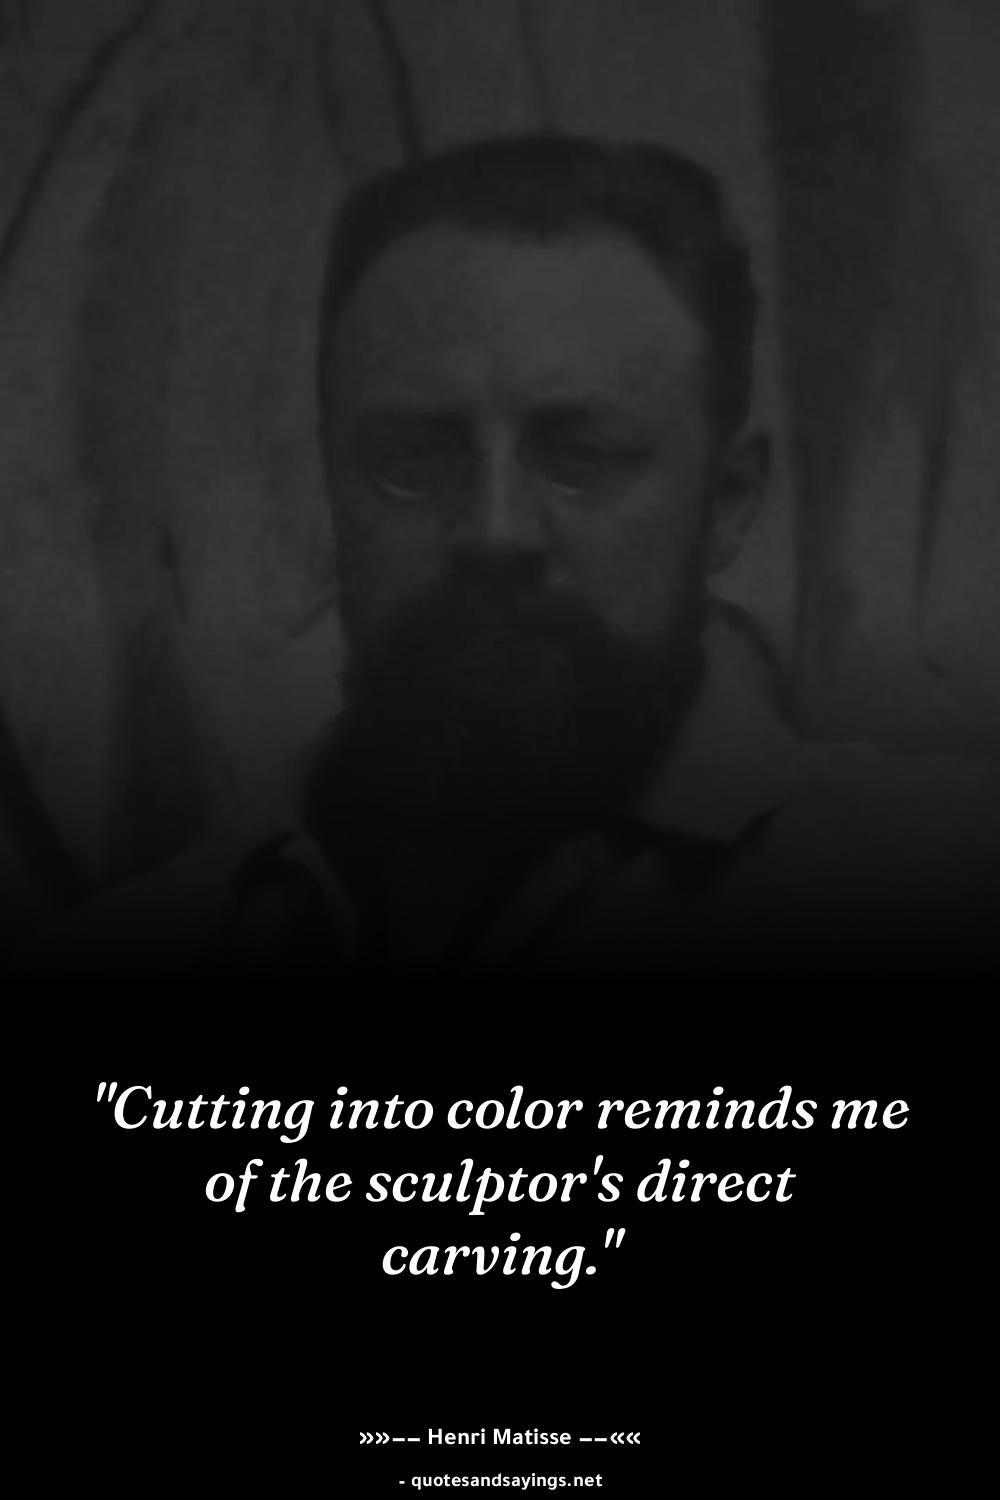 "Cutting into color reminds me
of the sculptor's direct
carving."
»»−− Henri Matisse −−««
- quotesandsayings.net